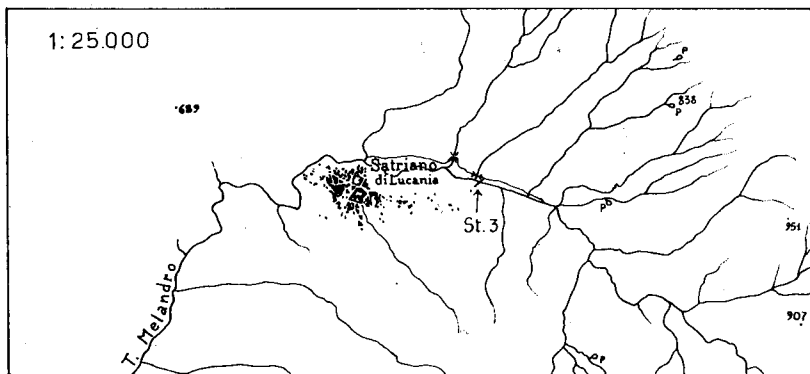 1:25.000
.689
P
838
P
Satriano
di Lucania
P
St. 3
951
T. Melandro
907
P